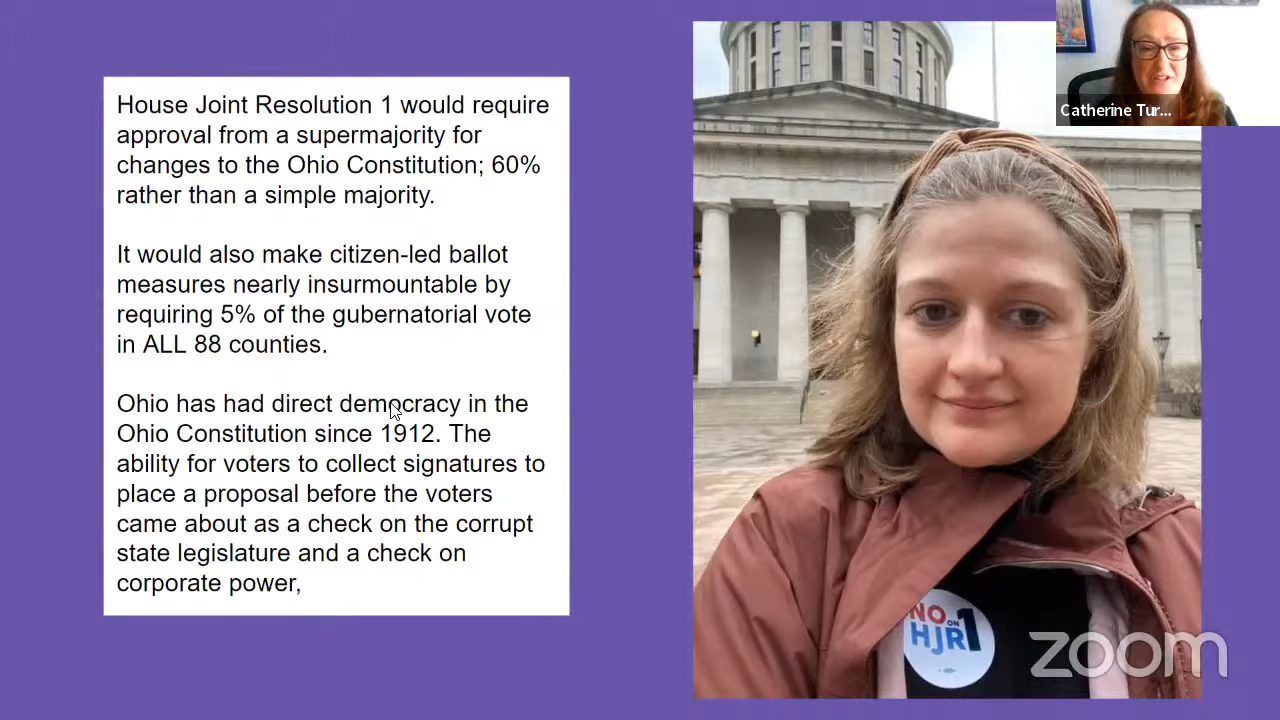 House Joint Resolution 1 would require
approval from a supermajority for
changes to the Ohio Constitution; 60%
rather than a simple majority.
It would also make citizen-led ballot
measures nearly insurmountable by
requiring 5% of the gubernatorial vote
in ALL 88 counties.
Ohio has had direct democracy in the
Ohio Constitution since 1912. The
ability for voters to collect signatures to
place a proposal before the voters
came about as a check on the corrupt
state legislature and a check on
corporate power,
Catherine Tur...
NO ON
HJR 1
zoom